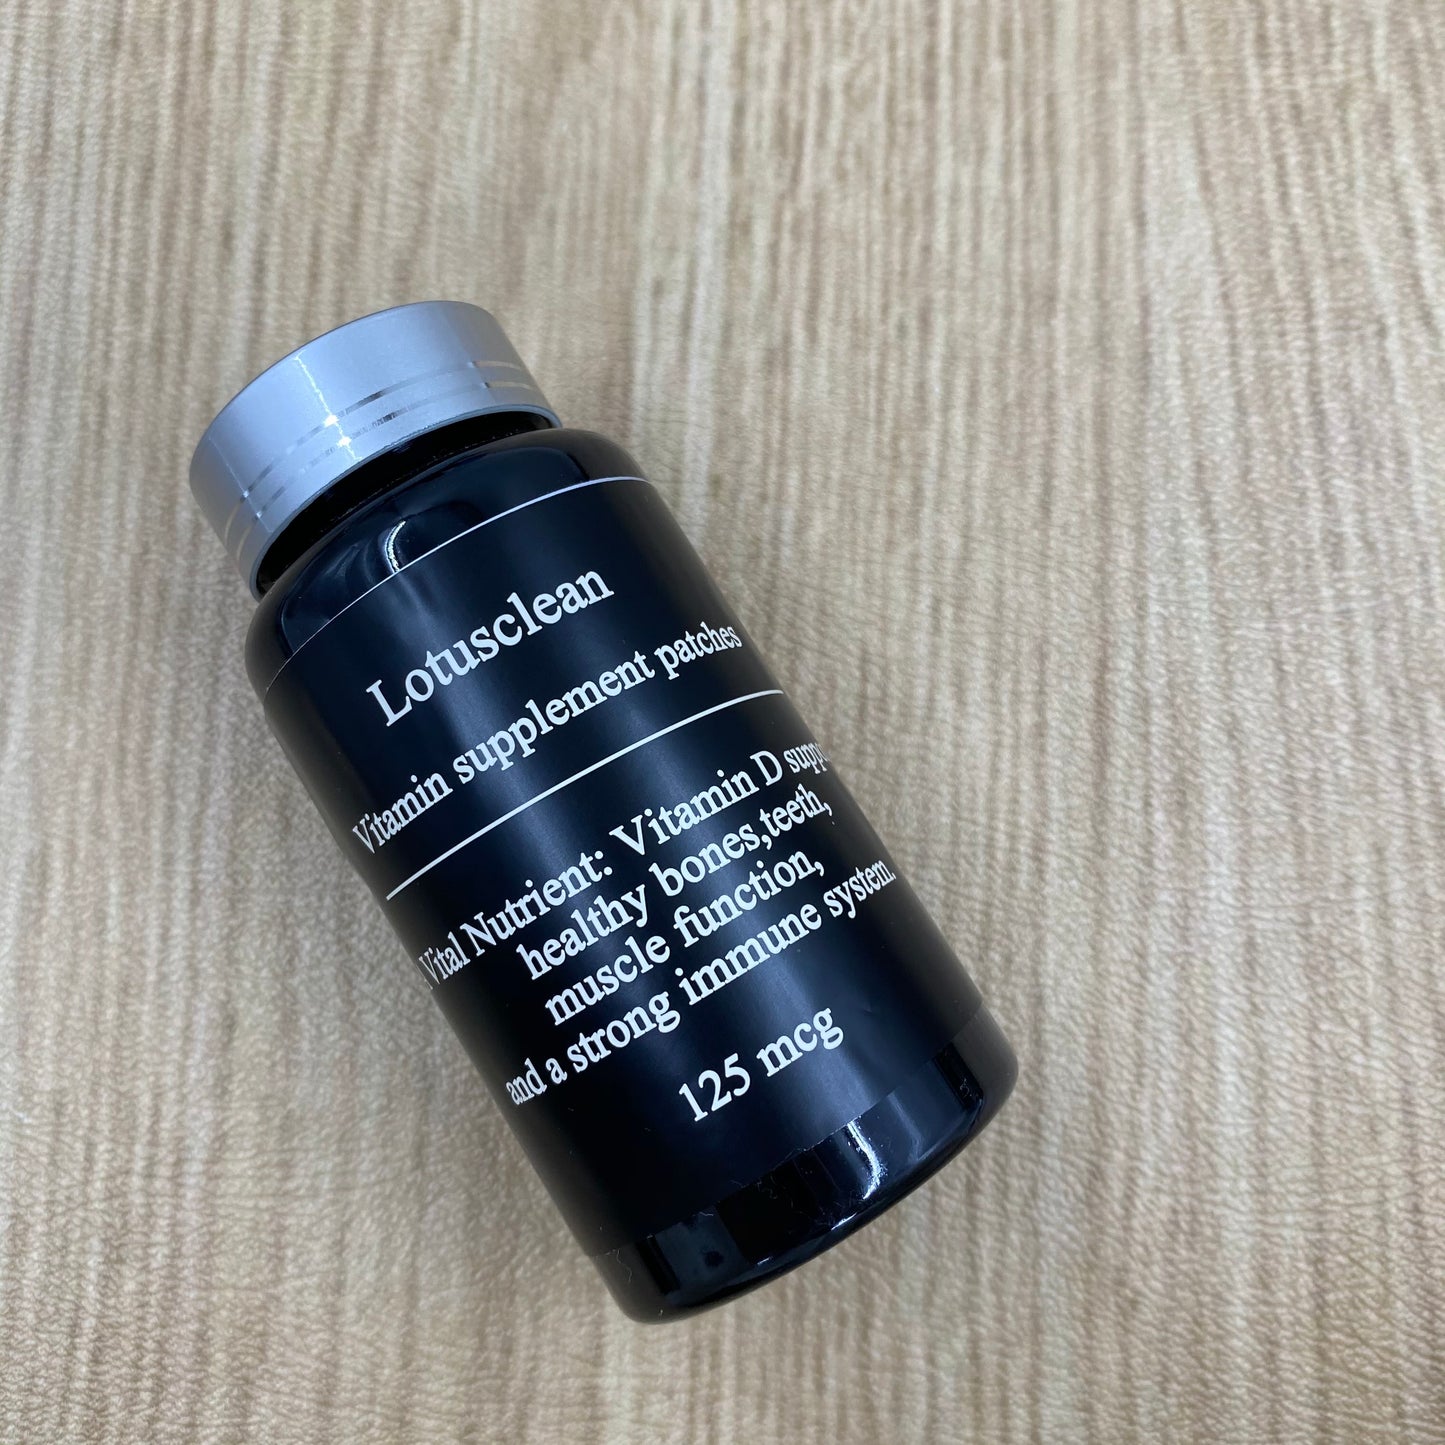 Lotusclean
Vitamin supplement patches
Vital Nutrient: Vitamin D
healthy bones,teeth,
muscle function,
and a strong immune system.
125 mcg